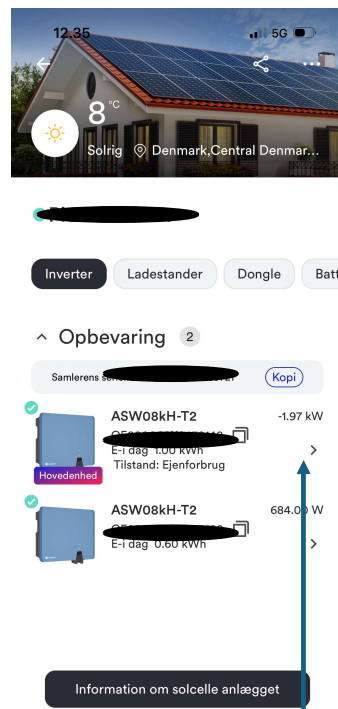 12.35
5G
8 °C
Solrig Denmark,Central Denmar...
Inverter Ladestander Dongle Batt
Opbevaring 2
Samlerens Kopi
ASW08kH-T2 -1.97 kW
E-i dag 1.00 kWh
Tilstand: Ejenforbrug
Hovedenhed
ASW08kH-T2 684.00 W
E-i dag 0.60 kWh
Information om solcelle anlægget